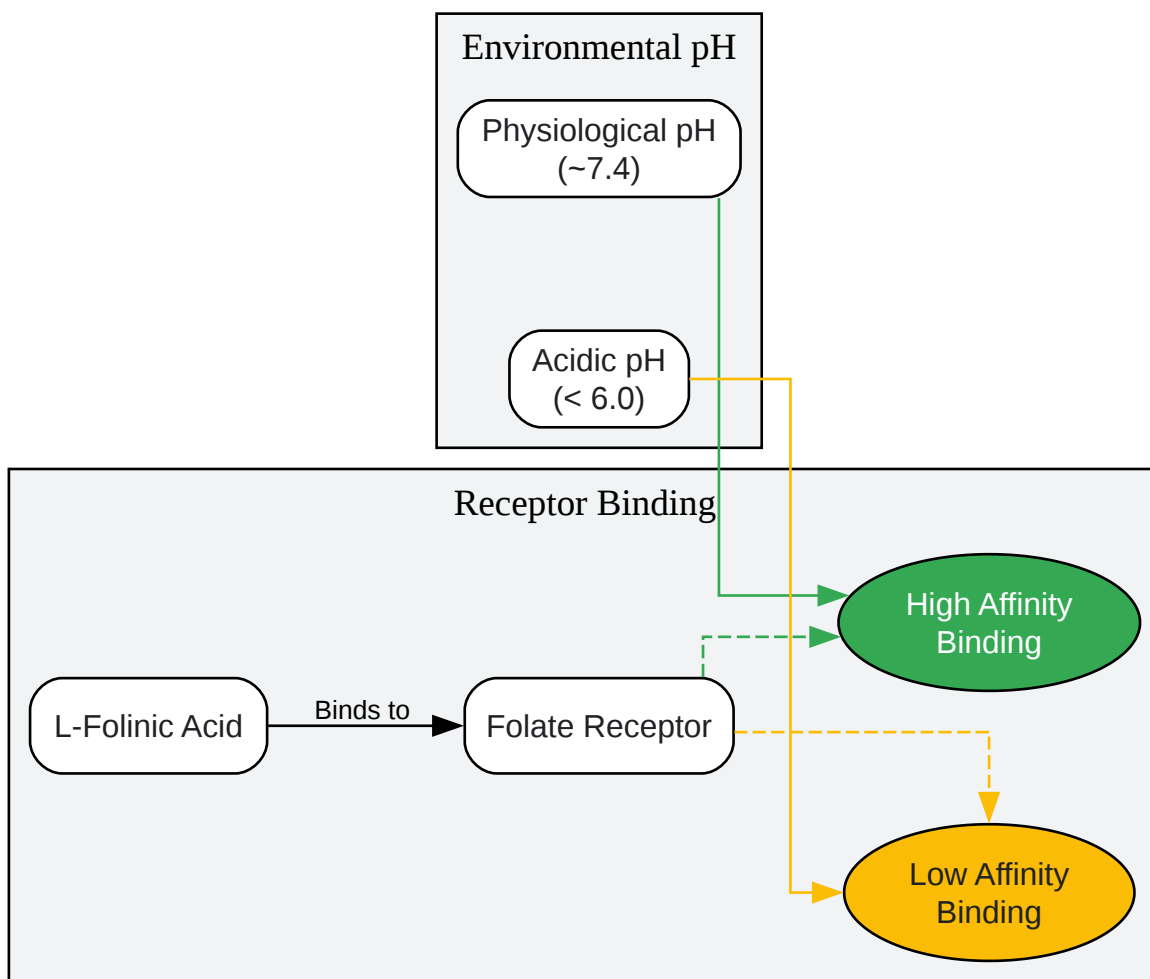 Environmental pH
Physiological pH
(~7.4)
Acidic pH
(< 6.0)
Receptor Binding
High Affinity
Binding
L-Folinic Acid
Binds to
Folate Receptor
Low Affinity
Binding